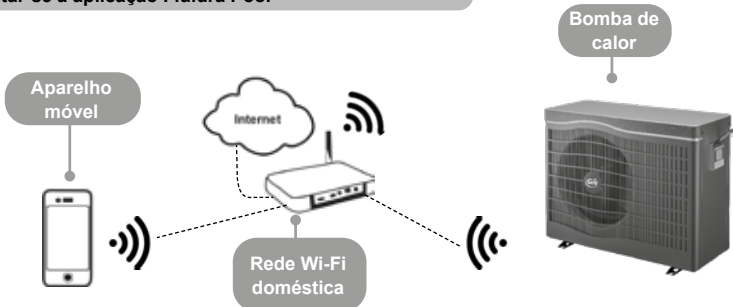 Bomba de
calor
Aparelho
móvel
Internet
Rede Wi-Fi
doméstica